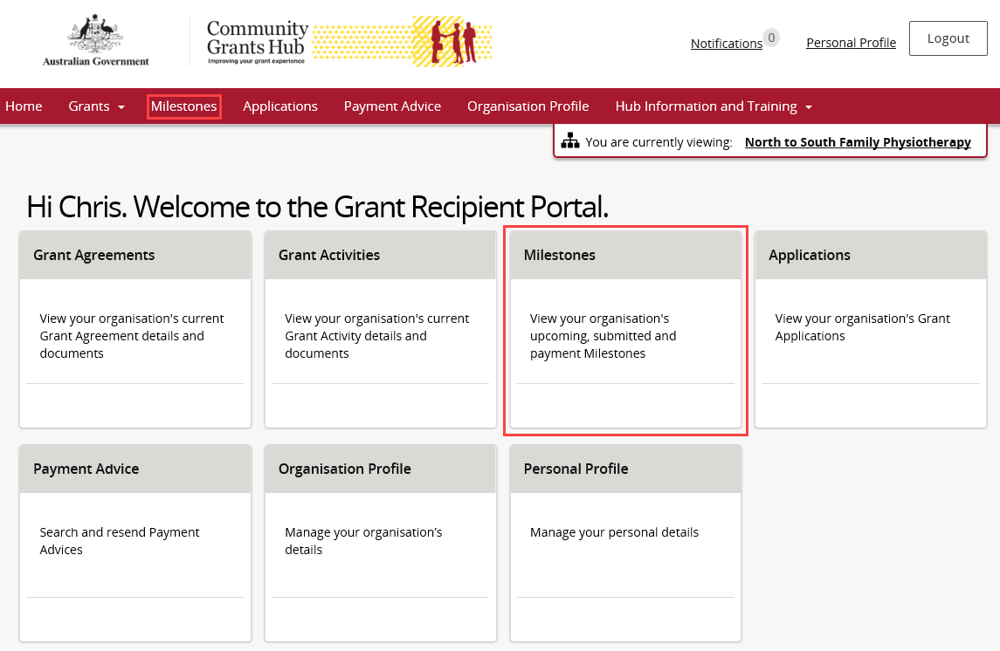 Australian Government
Community
Grants Hub
Improving your grant experience
Notifications 0
Personal Profile
Logout
Home Grants Milestones Applications Payment Advice Organisation Profile Hub Information and Training
You are currently viewing: North to South Family Physiotherapy
Hi Chris. Welcome to the Grant Recipient Portal.
Grant Agreements
View your organisation's current
Grant Agreement details and
documents
Grant Activities
View your organisation's current
Grant Activity details and
documents
Milestones
View your organisation's
upcoming, submitted and
payment Milestones
Applications
View your organisation's Grant
Applications
Payment Advice
Search and resend Payment
Advices
Organisation Profile
Manage your organisation’s
details
Personal Profile
Manage your personal details